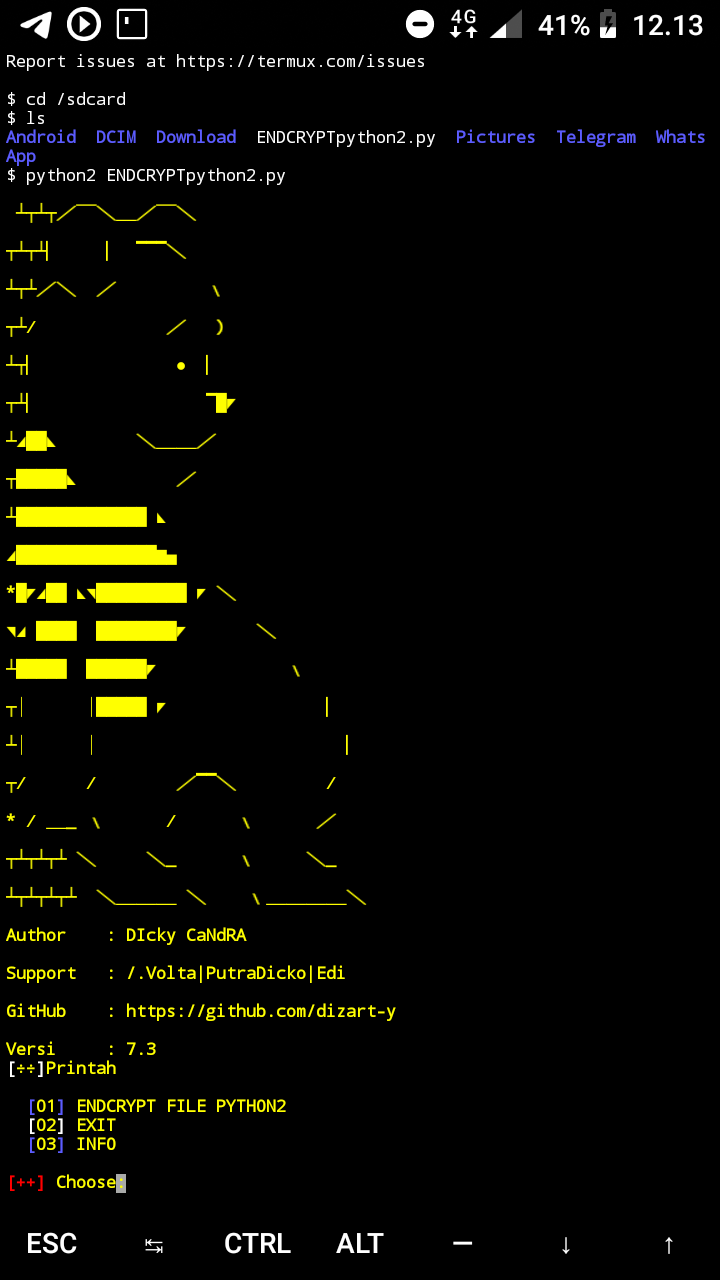 4G 41% 12.13
Report issues at https://termux.com/issues
$ cd /sdcard
$ ls
Android DCIM Download ENDCRYPTpython2.py Pictures Telegram Whats
App
$ python2 ENDCRYPTpython2.py
Author : DIcky CaNdRA
Support : /.Volta|PutraDicko|Edi
GitHub : https://github.com/dizart-y
Versi : 7.3
[÷÷]Printah
[01] ENDCRYPT FILE PYTHON2
[02] EXIT
[03] INFO
[++] Choose:
ESC ↹ CTRL ALT — ↓ ↑